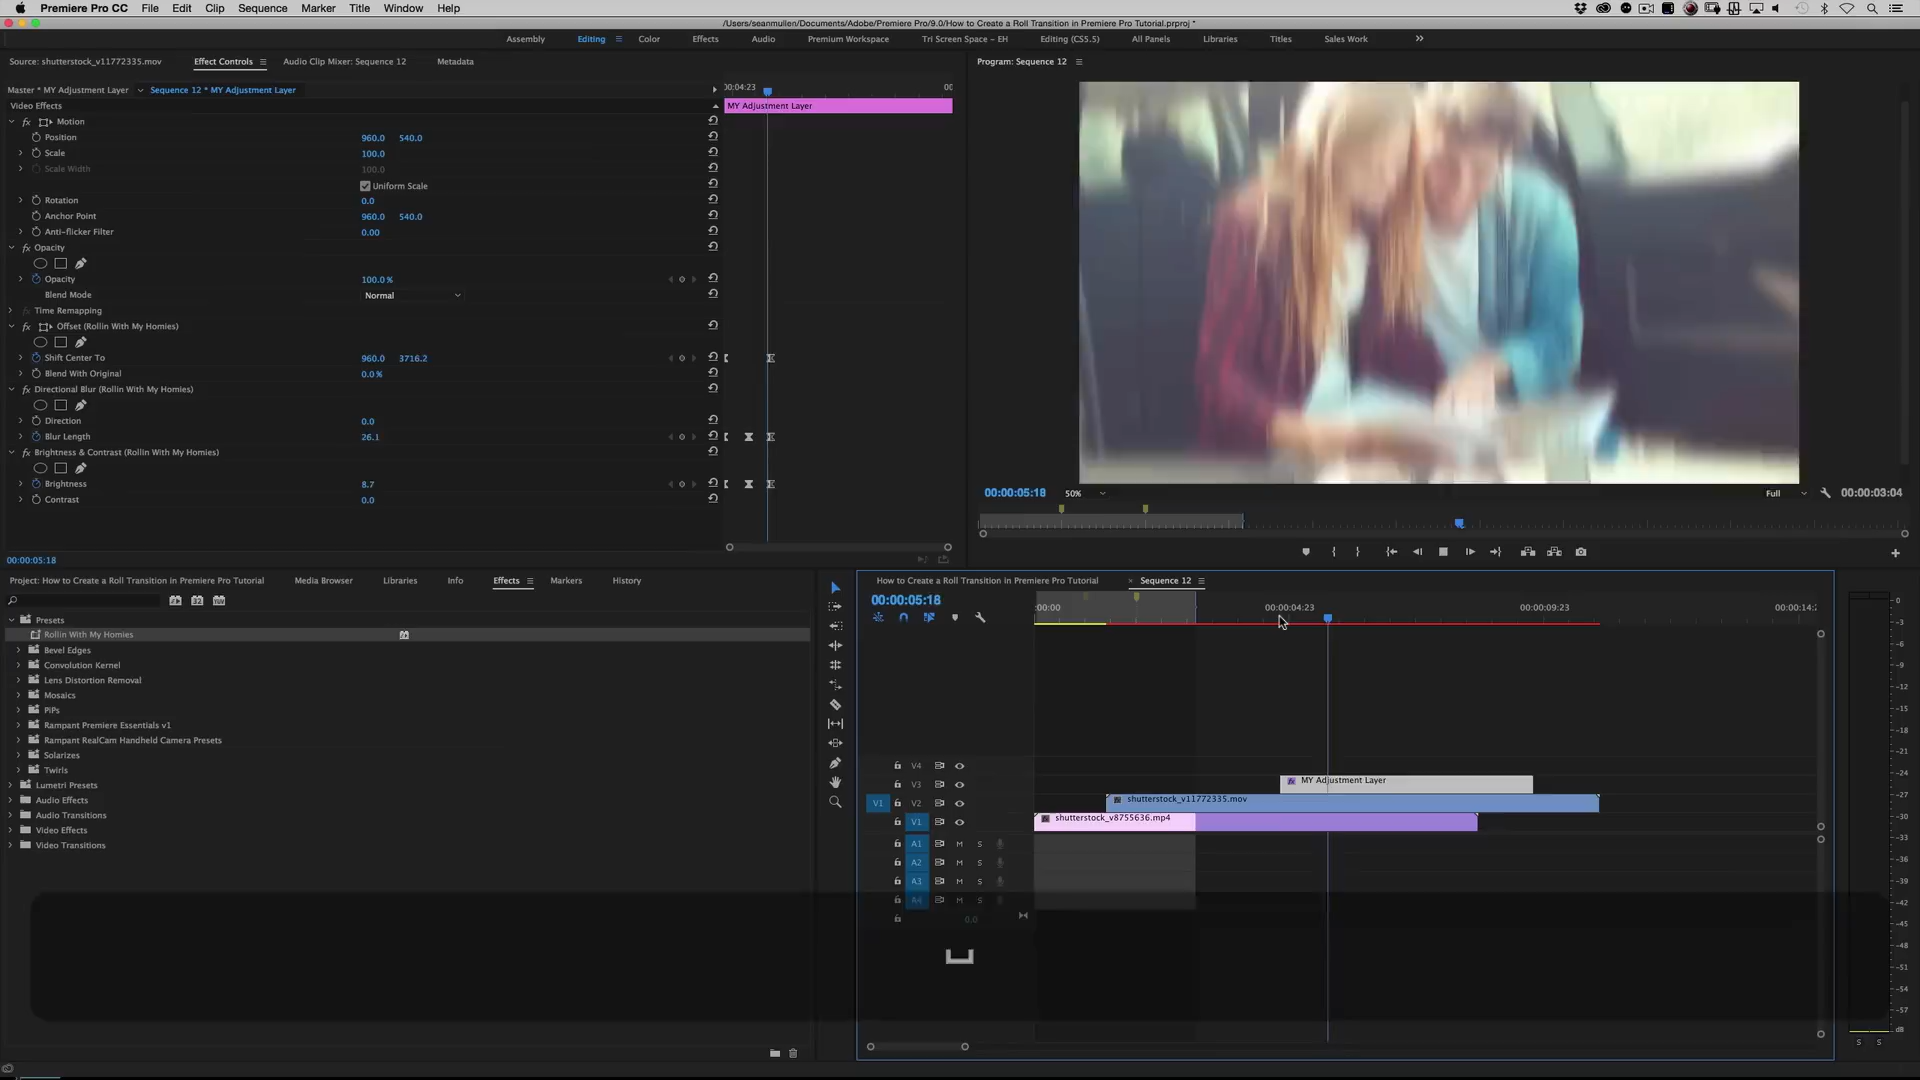 Premiere Pro CC File Edit Clip Sequence Marker Title Window Help
/Users/seanmullen/Documents/Adobe/Premiere Pro/9.0/How to Create a Roll Transition in Premiere Pro Tutorial.prproj *
Assembly Editing Color Effects Audio Premium Workspace Tri Screen Space - EH Editing (CS5.5) All Panels Libraries Titles Sales Work
Source: shutterstock_v11772335.mov Effect Controls Audio Clip Mixer: Sequence 12 Metadata
Program: Sequence 12
Master * MY Adjustment Layer Sequence 12 * MY Adjustment Layer
00:04:23 00
Video Effects
MY Adjustment Layer
fx Motion
Position 960.0 540.0
Scale 100.0
Scale Width 100.0
Uniform Scale
Rotation 0.0
Anchor Point 960.0 540.0
Anti-flicker Filter 0.00
fx Opacity
Opacity 100.0 %
Blend Mode Normal
Time Remapping
fx Offset (Rollin With My Homies)
Shift Center To 960.0 3716.2
Blend With Original 0.0 %
fx Directional Blur (Rollin With My Homies)
Direction 0.0
Blur Length 26.1
fx Brightness & Contrast (Rollin With My Homies)
Brightness 8.7
Contrast 0.0
00:00:05:18
00:00:05:18 50% Full 00:00:03:04
Project: How to Create a Roll Transition in Premiere Pro Tutorial Media Browser Libraries Info Effects Markers History
Presets
Rollin With My Homies
Bevel Edges
Convolution Kernel
Lens Distortion Removal
Mosaics
PiPs
Rampant Premiere Essentials v1
Rampant RealCam Handheld Camera Presets
Solarizes
Twirls
Lumetri Presets
Audio Effects
Audio Transitions
Video Effects
Video Transitions
How to Create a Roll Transition in Premiere Pro Tutorial × Sequence 12
00:00:05:18
:00:00 00:00:04:23 00:00:09:23 00:00:14:2
V4
V3 MY Adjustment Layer
V1 V2 shutterstock_v11772335.mov
V1 shutterstock_v8755636.mp4
A1 M S
A2 M S
A3 M S
A4 M S
0.0
0
-3
-6
-9
-12
-15
-18
-21
-24
-27
-30
-33
-36
-39
-42
-45
-48
-51
-54
-57
dB
S S